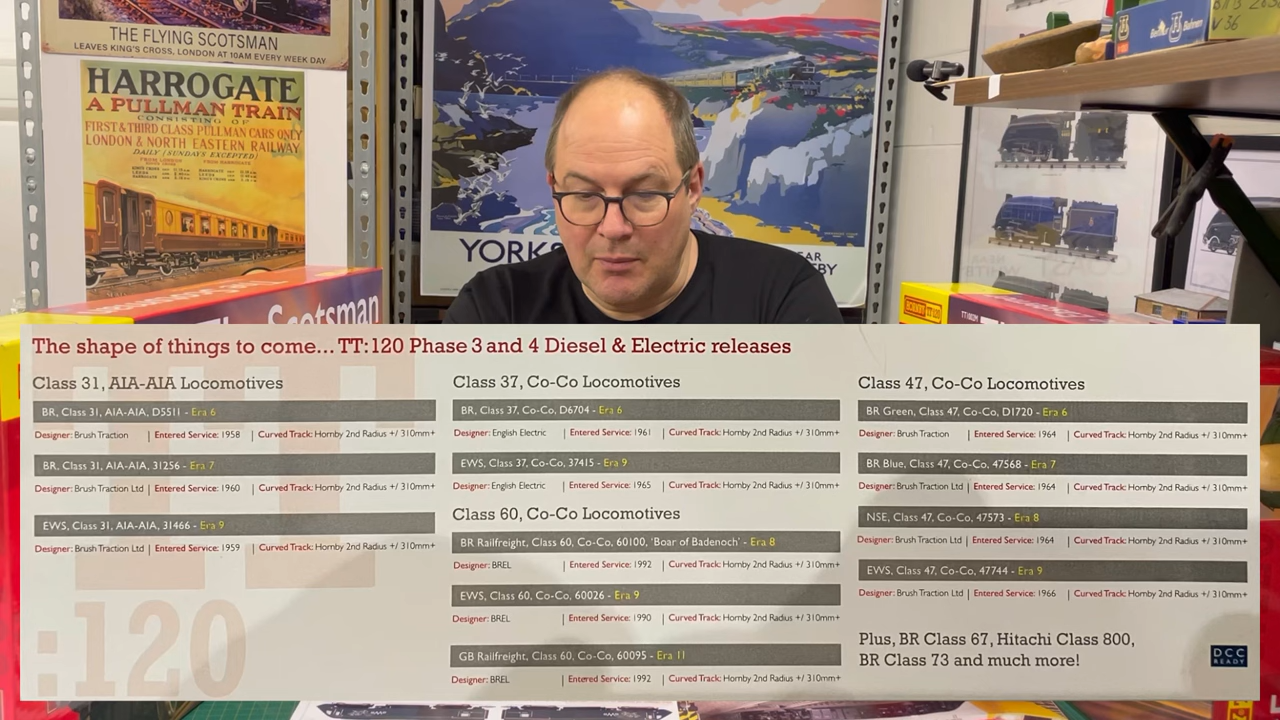 THE FLYING SCOTSMAN
LEAVES KING'S CROSS, LONDON AT 10AM EVERY WEEK DAY
HARROGATE
A PULLMAN TRAIN
CONSISTING OF
FIRST & THIRD CLASS PULLMAN CARS ONLY
LONDON & NORTH EASTERN RAILWAY
DAILY (SUNDAYS EXCEPTED)
YORKS
Scotsman
The shape of things to come... TT:120 Phase 3 and 4 Diesel & Electric releases
Class 31, AIA-AIA Locomotives
BR, Class 31, AIA-AIA, D5511 - Era 6
Designer: Brush Traction | Entered Service: 1958 | Curved Track: Hornby 2nd Radius +/ 310mm+
BR, Class 31, AIA-AIA, 31256 - Era 7
Designer: Brush Traction Ltd | Entered Service: 1960 | Curved Track: Hornby 2nd Radius +/ 310mm+
EWS, Class 31, AIA-AIA, 31466 - Era 9
Designer: Brush Traction Ltd | Entered Service: 1959 | Curved Track: Hornby 2nd Radius +/ 310mm+
:120
Class 37, Co-Co Locomotives
BR, Class 37, Co-Co, D6704 - Era 6
Designer: English Electric | Entered Service: 1961 | Curved Track: Hornby 2nd Radius +/ 310mm+
EWS, Class 37, Co-Co, 37415 - Era 9
Designer: English Electric | Entered Service: 1965 | Curved Track: Hornby 2nd Radius +/ 310mm+
Class 60, Co-Co Locomotives
BR Railfreight, Class 60, Co-Co, 60100, 'Boar of Badenoch' - Era 8
Designer: BREL | Entered Service: 1992 | Curved Track: Hornby 2nd Radius +/ 310mm+
EWS, Class 60, Co-Co, 60026 - Era 9
Designer: BREL | Entered Service: 1990 | Curved Track: Hornby 2nd Radius +/ 310mm+
GB Railfreight, Class 60, Co-Co, 60095 - Era 11
Designer: BREL | Entered Service: 1992 | Curved Track: Hornby 2nd Radius +/ 310mm+
Class 47, Co-Co Locomotives
BR Green, Class 47, Co-Co, D1720 - Era 6
Designer: Brush Traction | Entered Service: 1964 | Curved Track: Hornby 2nd Radius +/ 310mm+
BR Blue, Class 47, Co-Co, 47568 - Era 7
Designer: Brush Traction Ltd | Entered Service: 1964 | Curved Track: Hornby 2nd Radius +/ 310mm+
NSE, Class 47, Co-Co, 47573 - Era 8
Designer: Brush Traction Ltd | Entered Service: 1964 | Curved Track: Hornby 2nd Radius +/ 310mm+
EWS, Class 47, Co-Co, 47744 - Era 9
Designer: Brush Traction Ltd | Entered Service: 1966 | Curved Track: Hornby 2nd Radius +/ 310mm+
Plus, BR Class 67, Hitachi Class 800,
BR Class 73 and much more!
DCC
READY